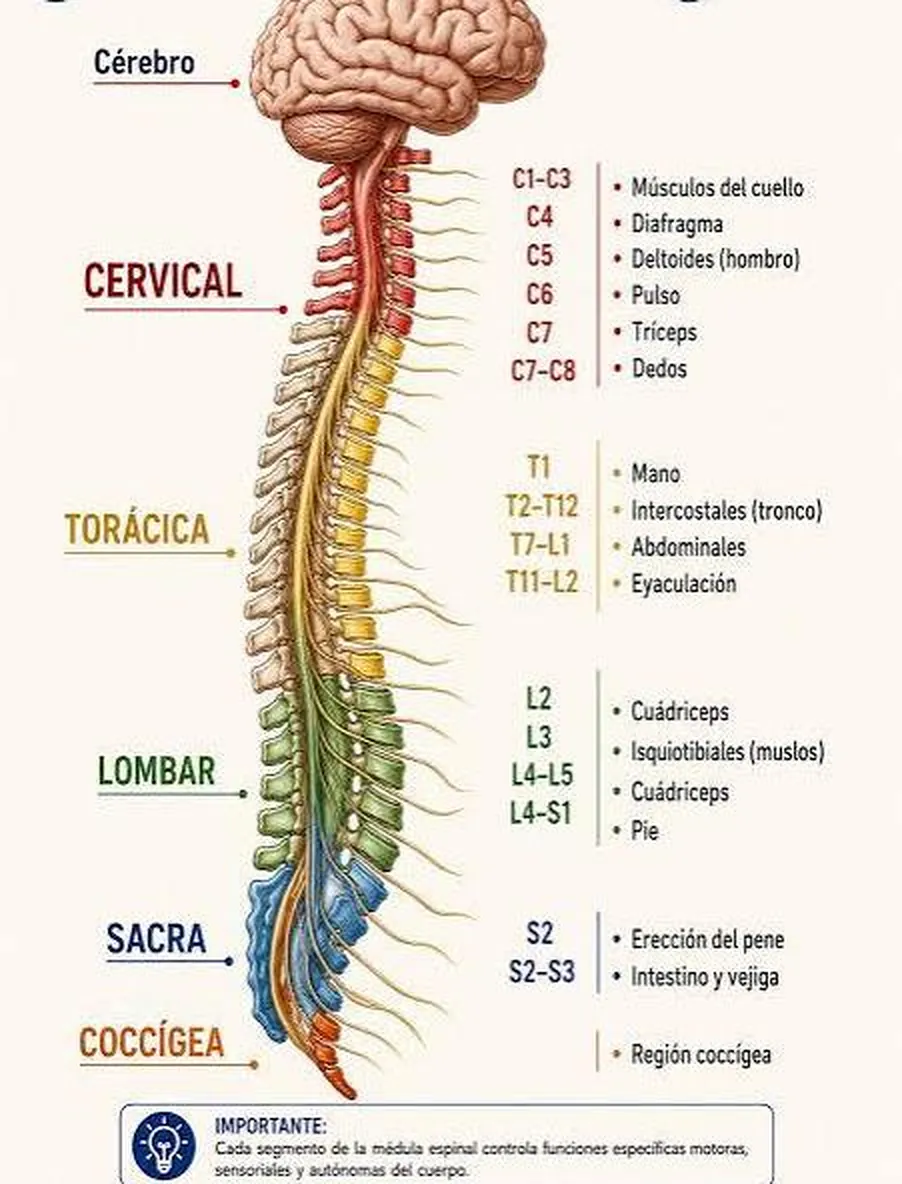 Cérebro
CERVICAL
C1-C3 • Músculos del cuello
C4 • Diafragma
C5 • Deltoides (hombro)
C6 • Pulso
C7 • Tríceps
C7-C8 • Dedos
TORÁCICA
T1 • Mano
T2-T12 • Intercostales (tronco)
T7-L1 • Abdominales
T11-L2 • Eyaculación
LOMBAR
L2 • Cuádriceps
L3 • Isquiotibiales (muslos)
L4-L5 • Cuádriceps
L4-S1 • Pie
SACRA
S2 • Erección del pene
S2-S3 • Intestino y vejiga
COCCÍGEA
• Región coccígea
IMPORTANTE:
Cada segmento de la médula espinal controla funciones específicas motoras,
sensoriales y autónomas del cuerpo.